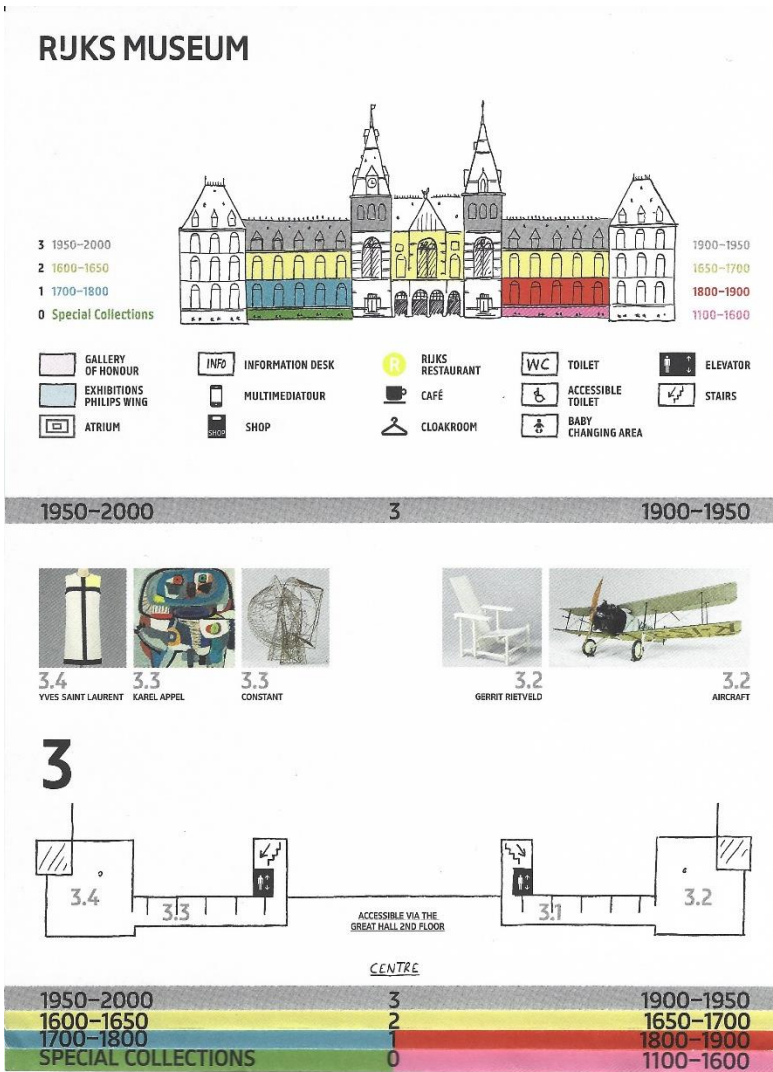 RIJKS MUSEUM
3 1950–2000
1900–1950
2 1600–1650
1650–1700
1 1700–1800
1800–1900
0 Special Collections
1100–1600
GALLERY
OF HONOUR
INFO
INFORMATION DESK
R
RIJKS
RESTAURANT
WC
TOILET
ELEVATOR
EXHIBITIONS
PHILIPS WING
MULTIMEDIATOUR
CAFÉ
ACCESSIBLE
TOILET
STAIRS
ATRIUM
SHOP
SHOP
CLOAKROOM
BABY
CHANGING AREA
1950–2000 3 1900–1950
3.4
YVES SAINT LAURENT
3.3
KAREL APPEL
3.3
CONSTANT
3.2
GERRIT RIETVELD
3.2
AIRCRAFT
3
3.4
3.3
ACCESSIBLE VIA THE
GREAT HALL 2ND FLOOR
3.1
3.2
CENTRE
1950–2000 3 1900–1950
1600–1650 2 1650–1700
1700–1800 1 1800–1900
SPECIAL COLLECTIONS 0 1100–1600